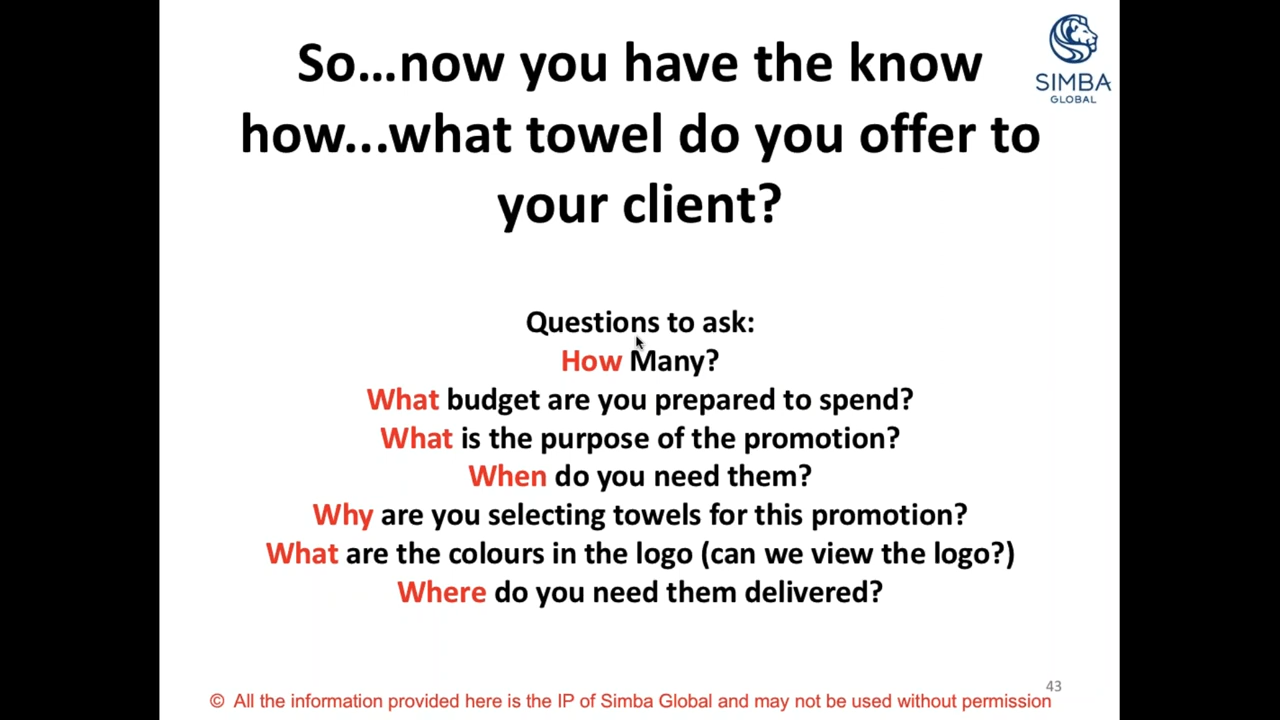 So...now you have the know
how...what towel do you offer to
your client?
SIMBA
GLOBAL
Questions to ask:
How Many?
What budget are you prepared to spend?
What is the purpose of the promotion?
When do you need them?
Why are you selecting towels for this promotion?
What are the colours in the logo (can we view the logo?)
Where do you need them delivered?
43
© All the information provided here is the IP of Simba Global and may not be used without permission